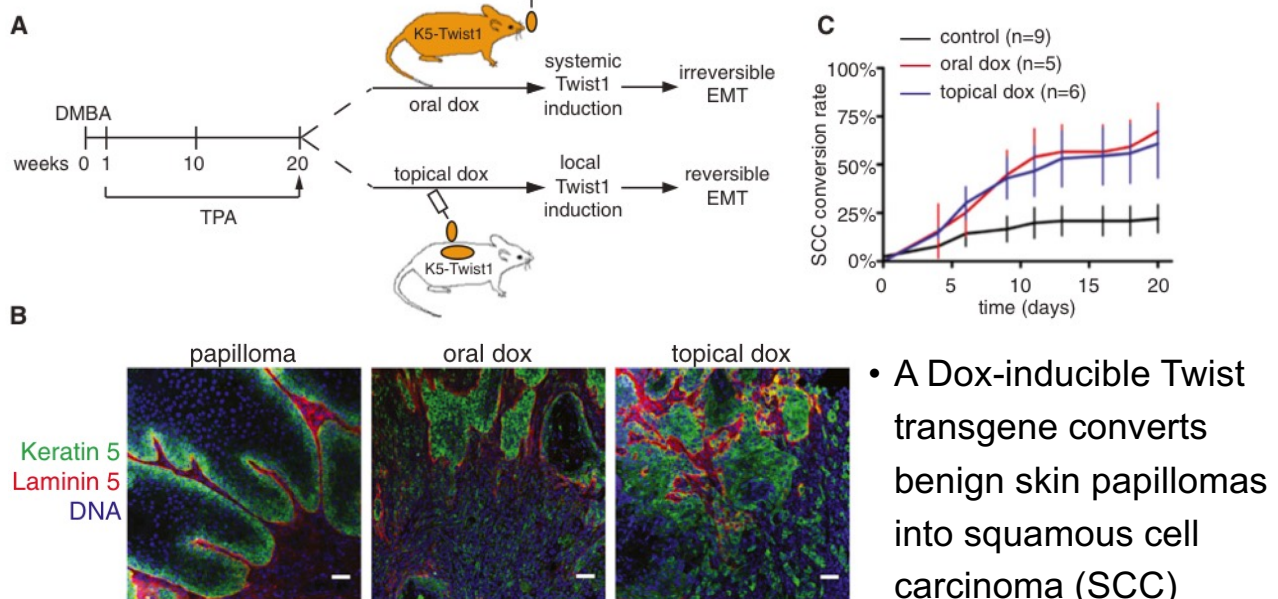 A
DMBA
weeks 0 1 10 20
TPA
K5-Twist1
oral dox
systemic
Twist1
induction
irreversible
EMT
topical dox
K5-Twist1
local
Twist1
induction
reversible
EMT
C
control (n=9)
oral dox (n=5)
topical dox (n=6)
SCC conversion rate
100%
75%
50%
25%
0%
0 5 10 15 20
time (days)
B
papilloma oral dox topical dox
Keratin 5
Laminin 5
DNA
• A Dox-inducible Twist
transgene converts
benign skin papillomas
into squamous cell
carcinoma (SCC)